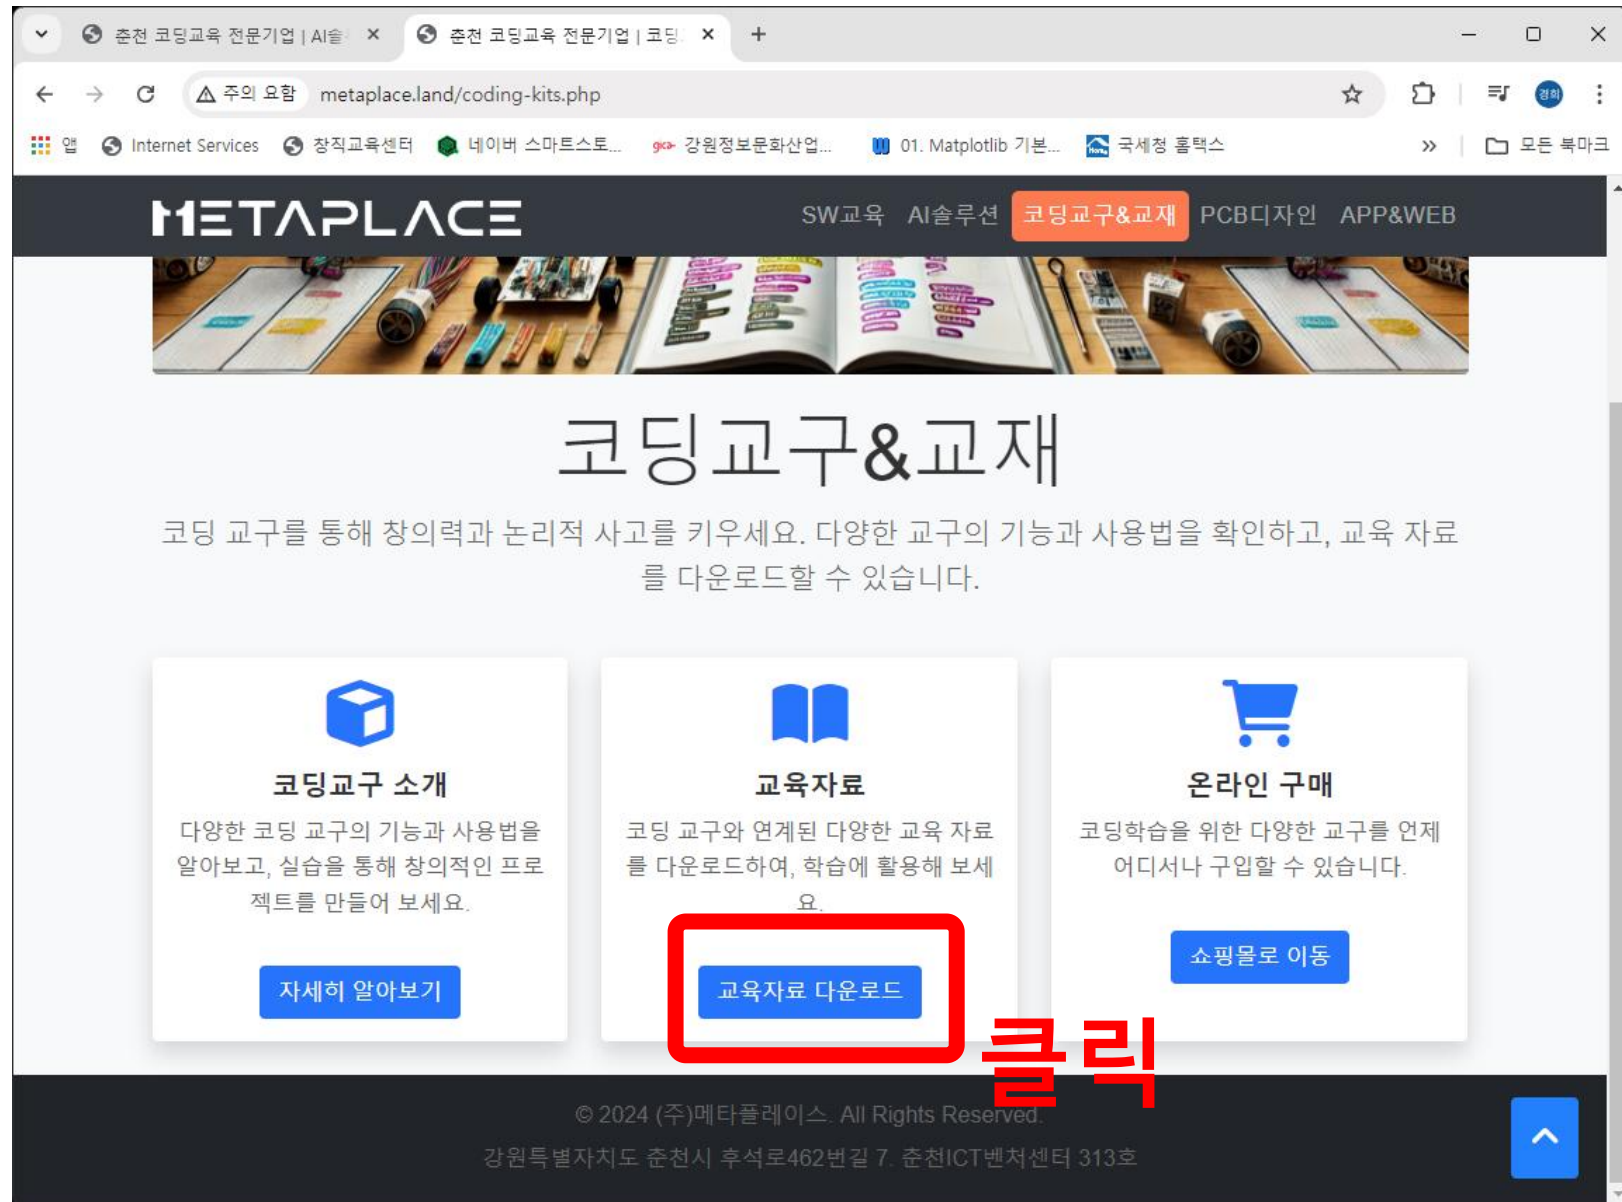 춘천 코딩교육 전문기업 | AI솔
춘천 코딩교육 전문기업 | 코딩
주의 요함 metaplace.land/coding-kits.php
경희
앱 Internet Services 창직교육센터 네이버 스마트스토... gica 강원정보문화산업... 01. Matplotlib 기본... 국세청 홈택스 » 모든 북마크
METAPLACE SW교육 AI솔루션 코딩교구&교재 PCB디자인 APP&WEB
코딩교구&교재
코딩 교구를 통해 창의력과 논리적 사고를 키우세요. 다양한 교구의 기능과 사용법을 확인하고, 교육 자료
를 다운로드할 수 있습니다.
코딩교구 소개
다양한 코딩 교구의 기능과 사용법을
알아보고, 실습을 통해 창의적인 프로
젝트를 만들어 보세요.
자세히 알아보기
교육자료
코딩 교구와 연계된 다양한 교육 자료
를 다운로드하여, 학습에 활용해 보세
요.
교육자료 다운로드
클릭
온라인 구매
코딩학습을 위한 다양한 교구를 언제
어디서나 구입할 수 있습니다.
쇼핑몰로 이동
© 2024 (주)메타플레이스. All Rights Reserved.
강원특별자치도 춘천시 후석로462번길 7. 춘천ICT벤처센터 313호